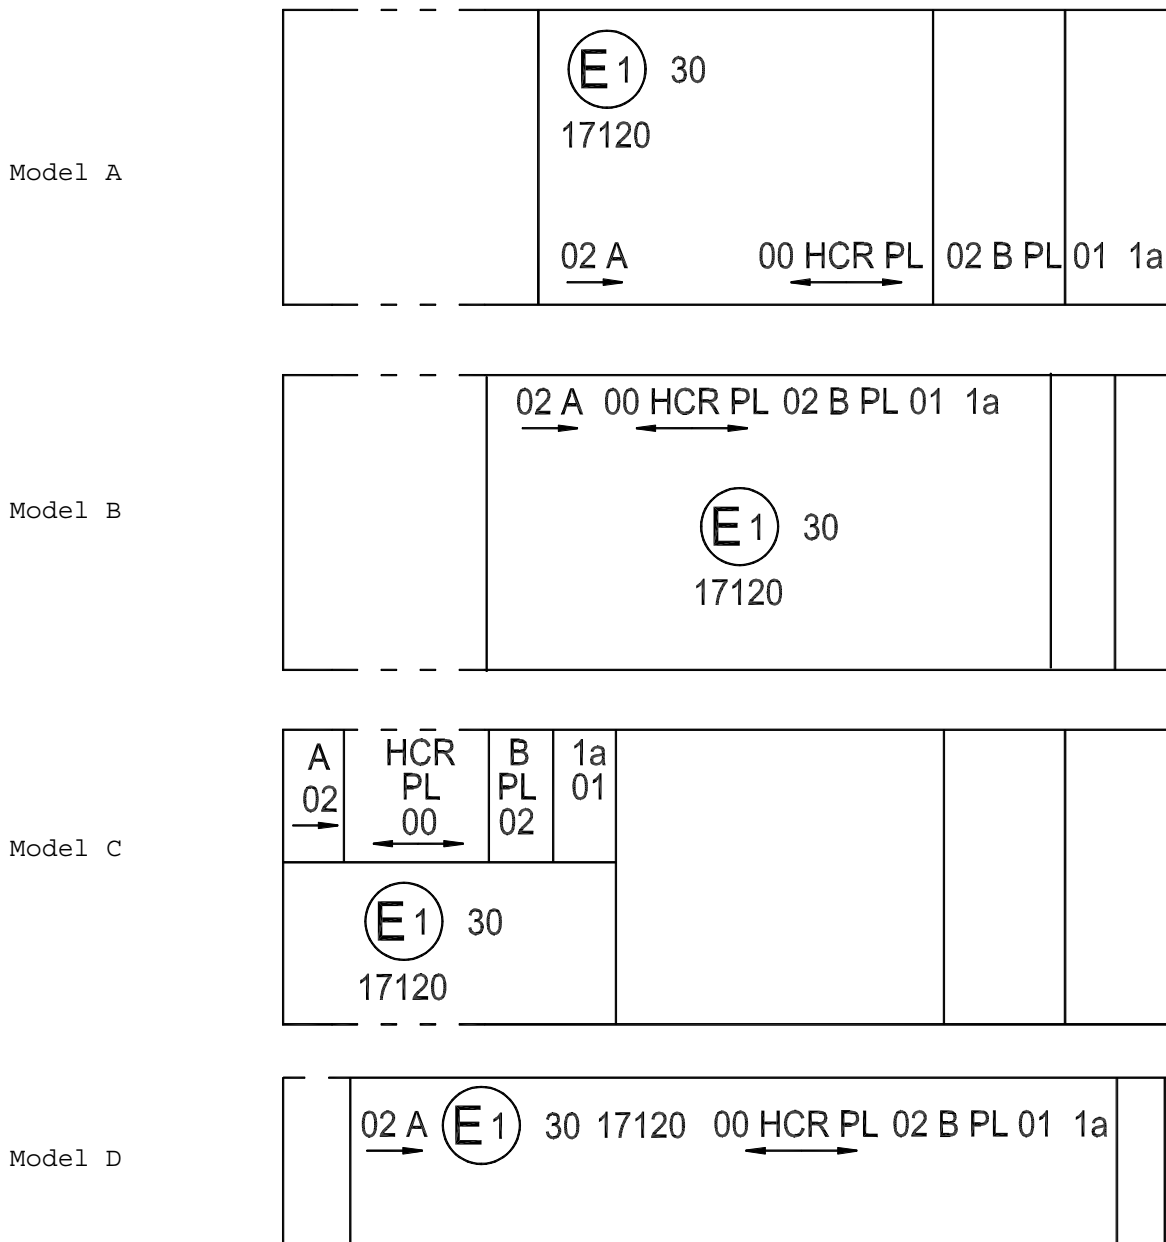 E 1 30
17120
Model A
02 A 00 HCR PL 02 B PL 01 1a
02 A 00 HCR PL 02 B PL 01 1a
Model B
E 1 30
17120
A HCR B 1a
02 PL PL 01
00 02
Model C
E 1 30
17120
02 A E 1 30 17120 00 HCR PL 02 B PL 01 1a
Model D